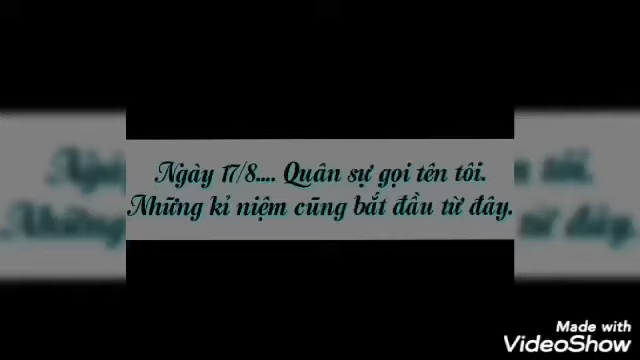 Ngày 17/8.... Quân sự gọi tên tôi.
Những kỉ niệm cũng bắt đầu từ đây.
Made with
VideoShow